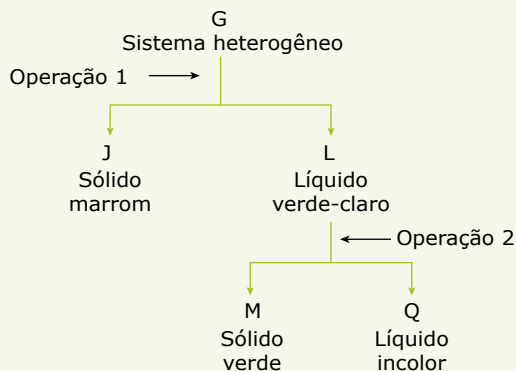 G
Sistema heterogêneo
Operação 1
J
Sólido
marrom
L
Líquido
verde-claro
Operação 2
M
Sólido
verde
Q
Líquido
incolor